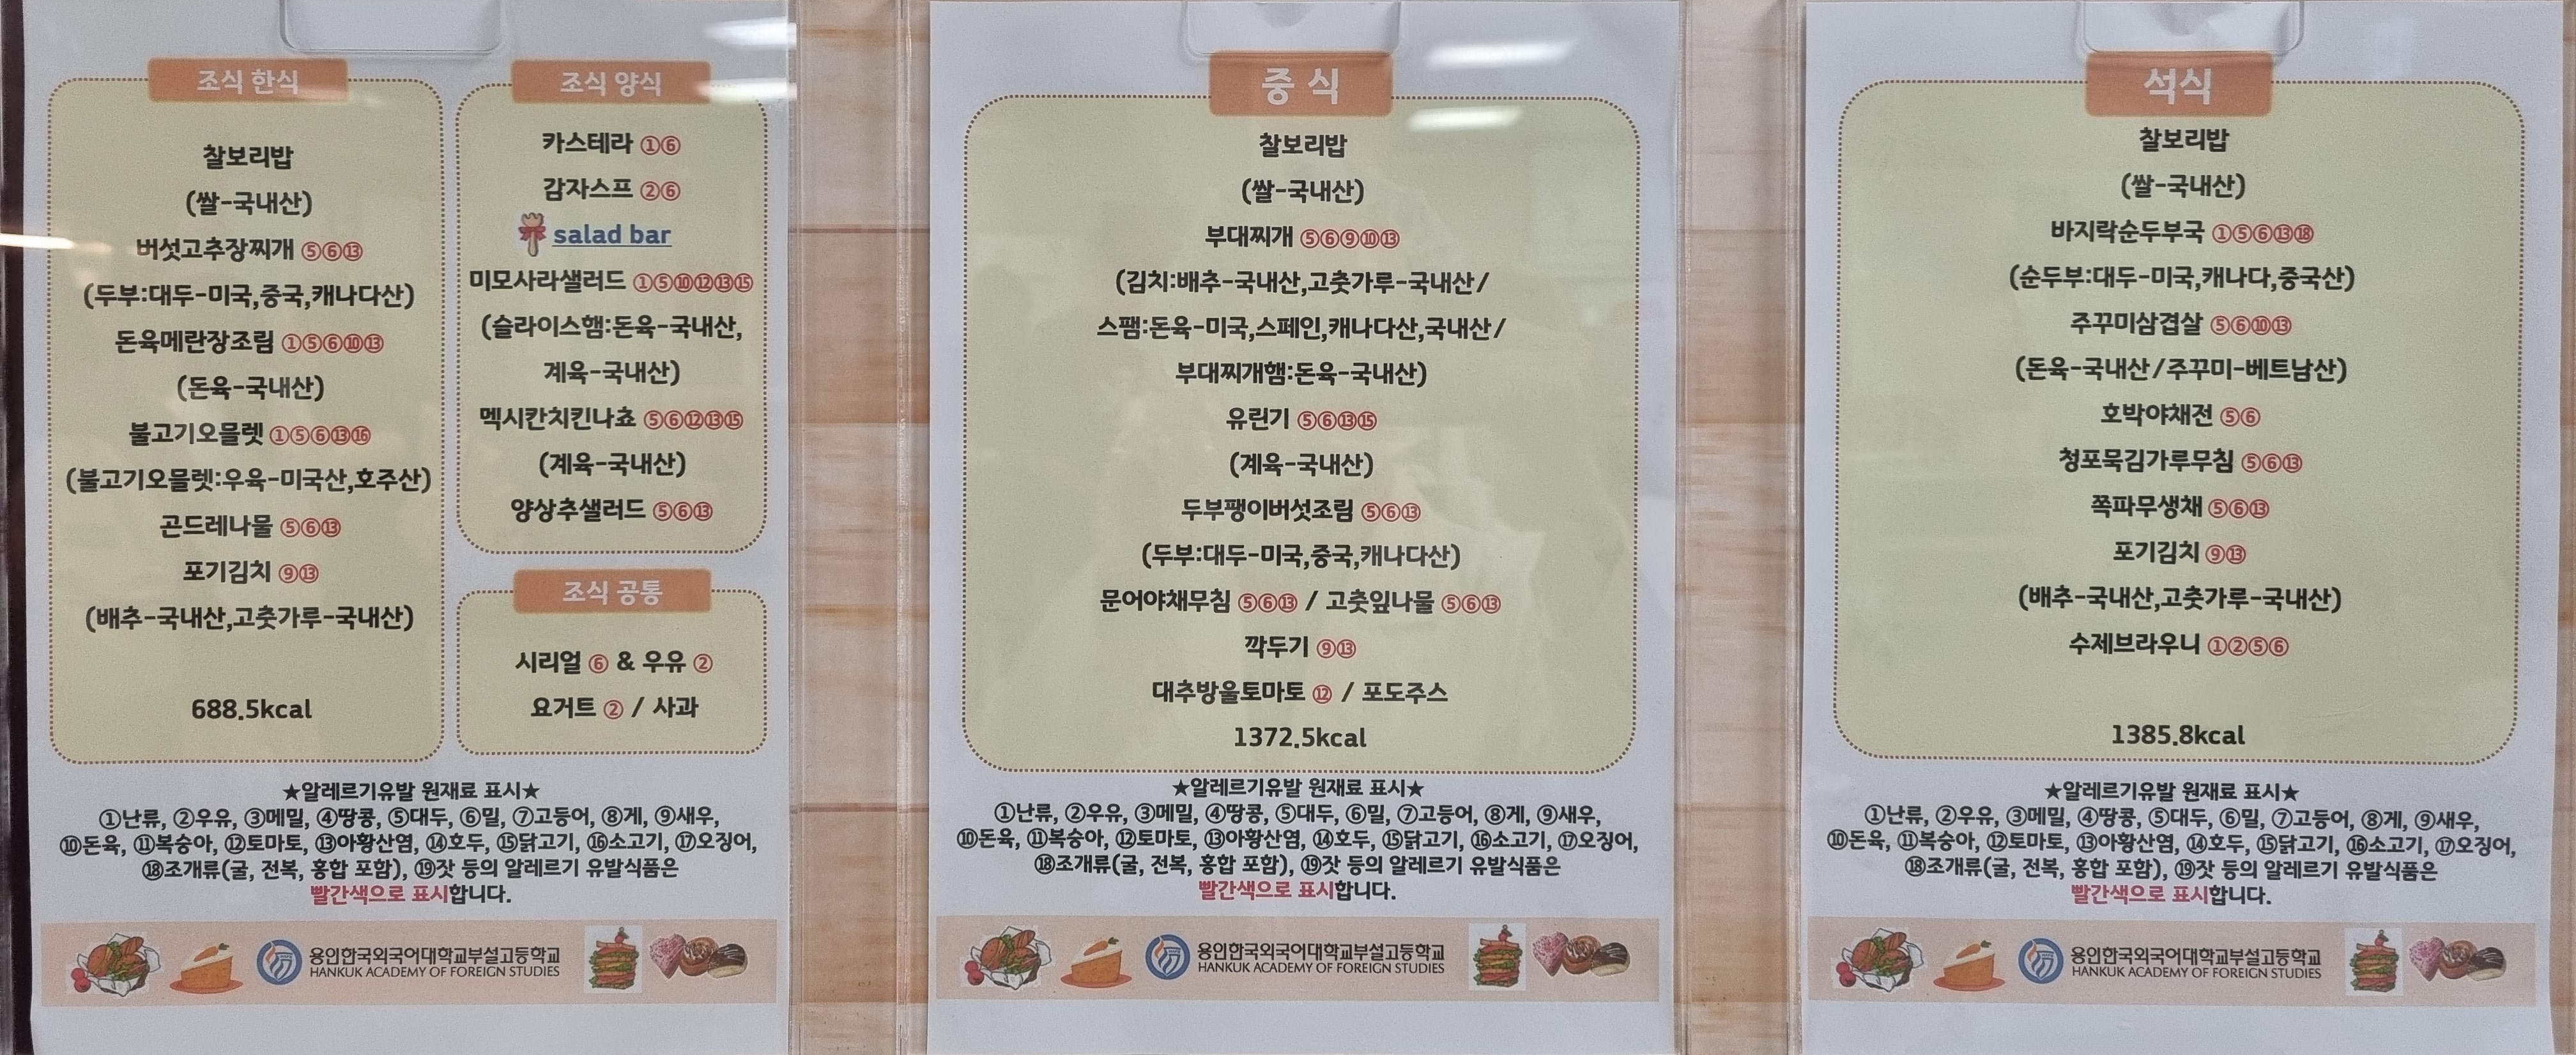 조식 한식
찰보리밥
(쌀-국내산)
버섯고추장찌개 ⑤⑥⑬
(두부:대두-미국,중국,캐나다산)
돈육메란장조림 ①⑤⑥⑩⑬
(돈육-국내산)
불고기오믈렛 ①⑤⑥⑬⑯
(불고기오믈렛:우육-미국산,호주산)
곤드레나물 ⑤⑥⑬
포기김치 ⑨⑬
(배추-국내산,고춧가루-국내산)
688.5kcal
조식 양식
카스테라 ①⑥
감자스프 ②⑥
salad bar
미모사라샐러드 ①⑤⑩⑫⑬⑮
(슬라이스햄:돈육-국내산,
계육-국내산)
멕시칸치킨나쵸 ⑤⑥⑫⑬⑮
(계육-국내산)
양상추샐러드 ⑤⑥⑬
조식 공통
시리얼 ⑥ & 우유 ②
요거트 ② / 사과
★알레르기유발 원재료 표시★
①난류, ②우유, ③메밀, ④땅콩, ⑤대두, ⑥밀, ⑦고등어, ⑧게, ⑨새우,
⑩돈육, ⑪복숭아, ⑫토마토, ⑬아황산염, ⑭호두, ⑮닭고기, ⑯소고기, ⑰오징어,
⑱조개류(굴, 전복, 홍합 포함), ⑲잣 등의 알레르기 유발식품은
빨간색으로 표시합니다.
용인한국외국어대학교부설고등학교
HANKUK ACADEMY OF FOREIGN STUDIES
중 식
찰보리밥
(쌀-국내산)
부대찌개 ⑤⑥⑨⑩⑬
(김치:배추-국내산,고춧가루-국내산/
스팸:돈육-미국,스페인,캐나다산,국내산/
부대찌개햄:돈육-국내산)
유린기 ⑤⑥⑬⑮
(계육-국내산)
두부팽이버섯조림 ⑤⑥⑬
(두부:대두-미국,중국,캐나다산)
문어야채무침 ⑤⑥⑬ / 고춧잎나물 ⑤⑥⑬
깍두기 ⑨⑬
대추방울토마토 ⑫ / 포도주스
1372.5kcal
★알레르기유발 원재료 표시★
①난류, ②우유, ③메밀, ④땅콩, ⑤대두, ⑥밀, ⑦고등어, ⑧게, ⑨새우,
⑩돈육, ⑪복숭아, ⑫토마토, ⑬아황산염, ⑭호두, ⑮닭고기, ⑯소고기, ⑰오징어,
⑱조개류(굴, 전복, 홍합 포함), ⑲잣 등의 알레르기 유발식품은
빨간색으로 표시합니다.
용인한국외국어대학교부설고등학교
HANKUK ACADEMY OF FOREIGN STUDIES
석식
찰보리밥
(쌀-국내산)
바지락순두부국 ①⑤⑥⑬⑱
(순두부:대두-미국,캐나다,중국산)
주꾸미삼겹살 ⑤⑥⑩⑬
(돈육-국내산/주꾸미-베트남산)
호박야채전 ⑤⑥
청포묵김가루무침 ⑤⑥⑬
쪽파무생채 ⑤⑥⑬
포기김치 ⑨⑬
(배추-국내산,고춧가루-국내산)
수제브라우니 ①②⑤⑥
1385.8kcal
★알레르기유발 원재료 표시★
①난류, ②우유, ③메밀, ④땅콩, ⑤대두, ⑥밀, ⑦고등어, ⑧게, ⑨새우,
⑩돈육, ⑪복숭아, ⑫토마토, ⑬아황산염, ⑭호두, ⑮닭고기, ⑯소고기, ⑰오징어,
⑱조개류(굴, 전복, 홍합 포함), ⑲잣 등의 알레르기 유발식품은
빨간색으로 표시합니다.
용인한국외국어대학교부설고등학교
HANKUK ACADEMY OF FOREIGN STUDIES